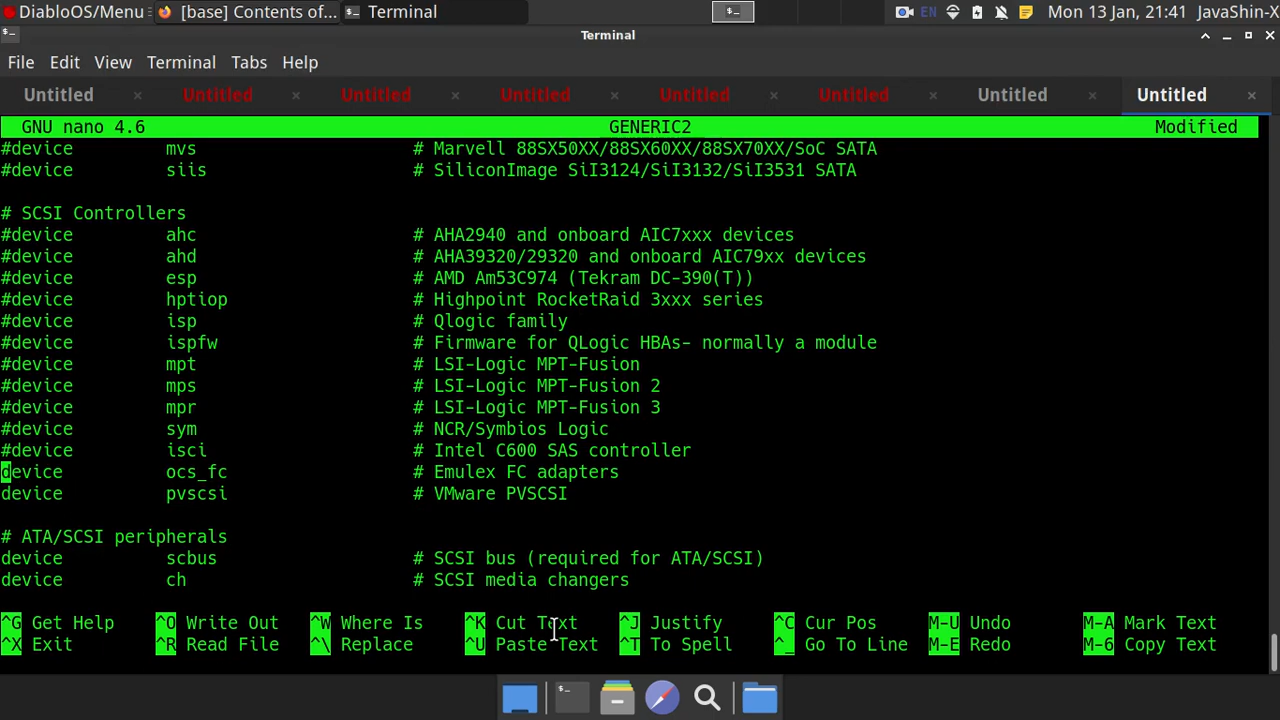 DiabloOS/Menu [base] Contents of... Terminal EN Mon 13 Jan, 21:41 JavaShin-X
Terminal
File Edit View Terminal Tabs Help
Untitled × Untitled × Untitled × Untitled × Untitled × Untitled × Untitled × Untitled ×
GNU nano 4.6 GENERIC2 Modified
#device mvs # Marvell 88SX50XX/88SX60XX/88SX70XX/SoC SATA
#device siis # SiliconImage SiI3124/SiI3132/SiI3531 SATA
# SCSI Controllers
#device ahc # AHA2940 and onboard AIC7xxx devices
#device ahd # AHA39320/29320 and onboard AIC79xx devices
#device esp # AMD Am53C974 (Tekram DC-390(T))
#device hptiop # Highpoint RocketRaid 3xxx series
#device isp # Qlogic family
#device ispfw # Firmware for QLogic HBAs- normally a module
#device mpt # LSI-Logic MPT-Fusion
#device mps # LSI-Logic MPT-Fusion 2
#device mpr # LSI-Logic MPT-Fusion 3
#device sym # NCR/Symbios Logic
#device isci # Intel C600 SAS controller
device ocs_fc # Emulex FC adapters
device pvscsi # VMware PVSCSI
# ATA/SCSI peripherals
device scbus # SCSI bus (required for ATA/SCSI)
device ch # SCSI media changers
^G Get Help ^O Write Out ^W Where Is ^K Cut Text ^J Justify ^C Cur Pos M-U Undo M-A Mark Text
^X Exit ^R Read File ^\ Replace ^U Paste Text ^T To Spell ^_ Go To Line M-E Redo M-6 Copy Text